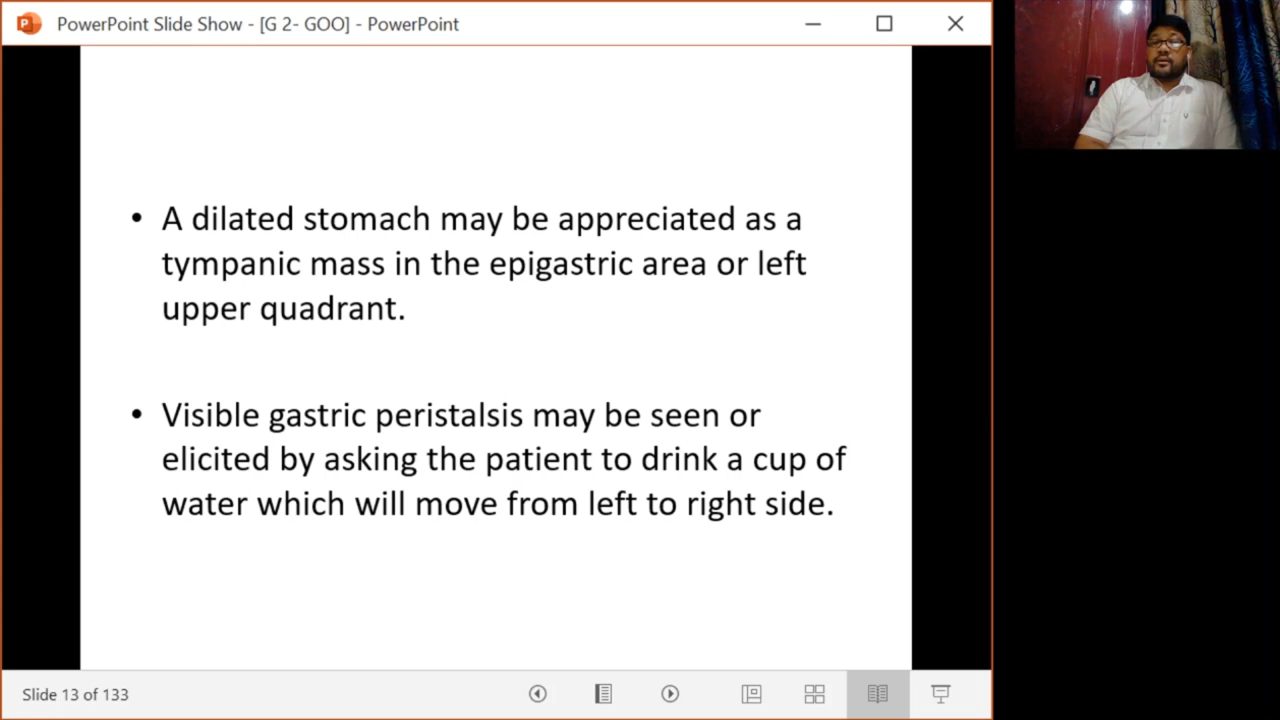 PowerPoint Slide Show - [G 2- GOO] - PowerPoint
• A dilated stomach may be appreciated as a
tympanic mass in the epigastric area or left
upper quadrant.
• Visible gastric peristalsis may be seen or
elicited by asking the patient to drink a cup of
water which will move from left to right side.
Slide 13 of 133